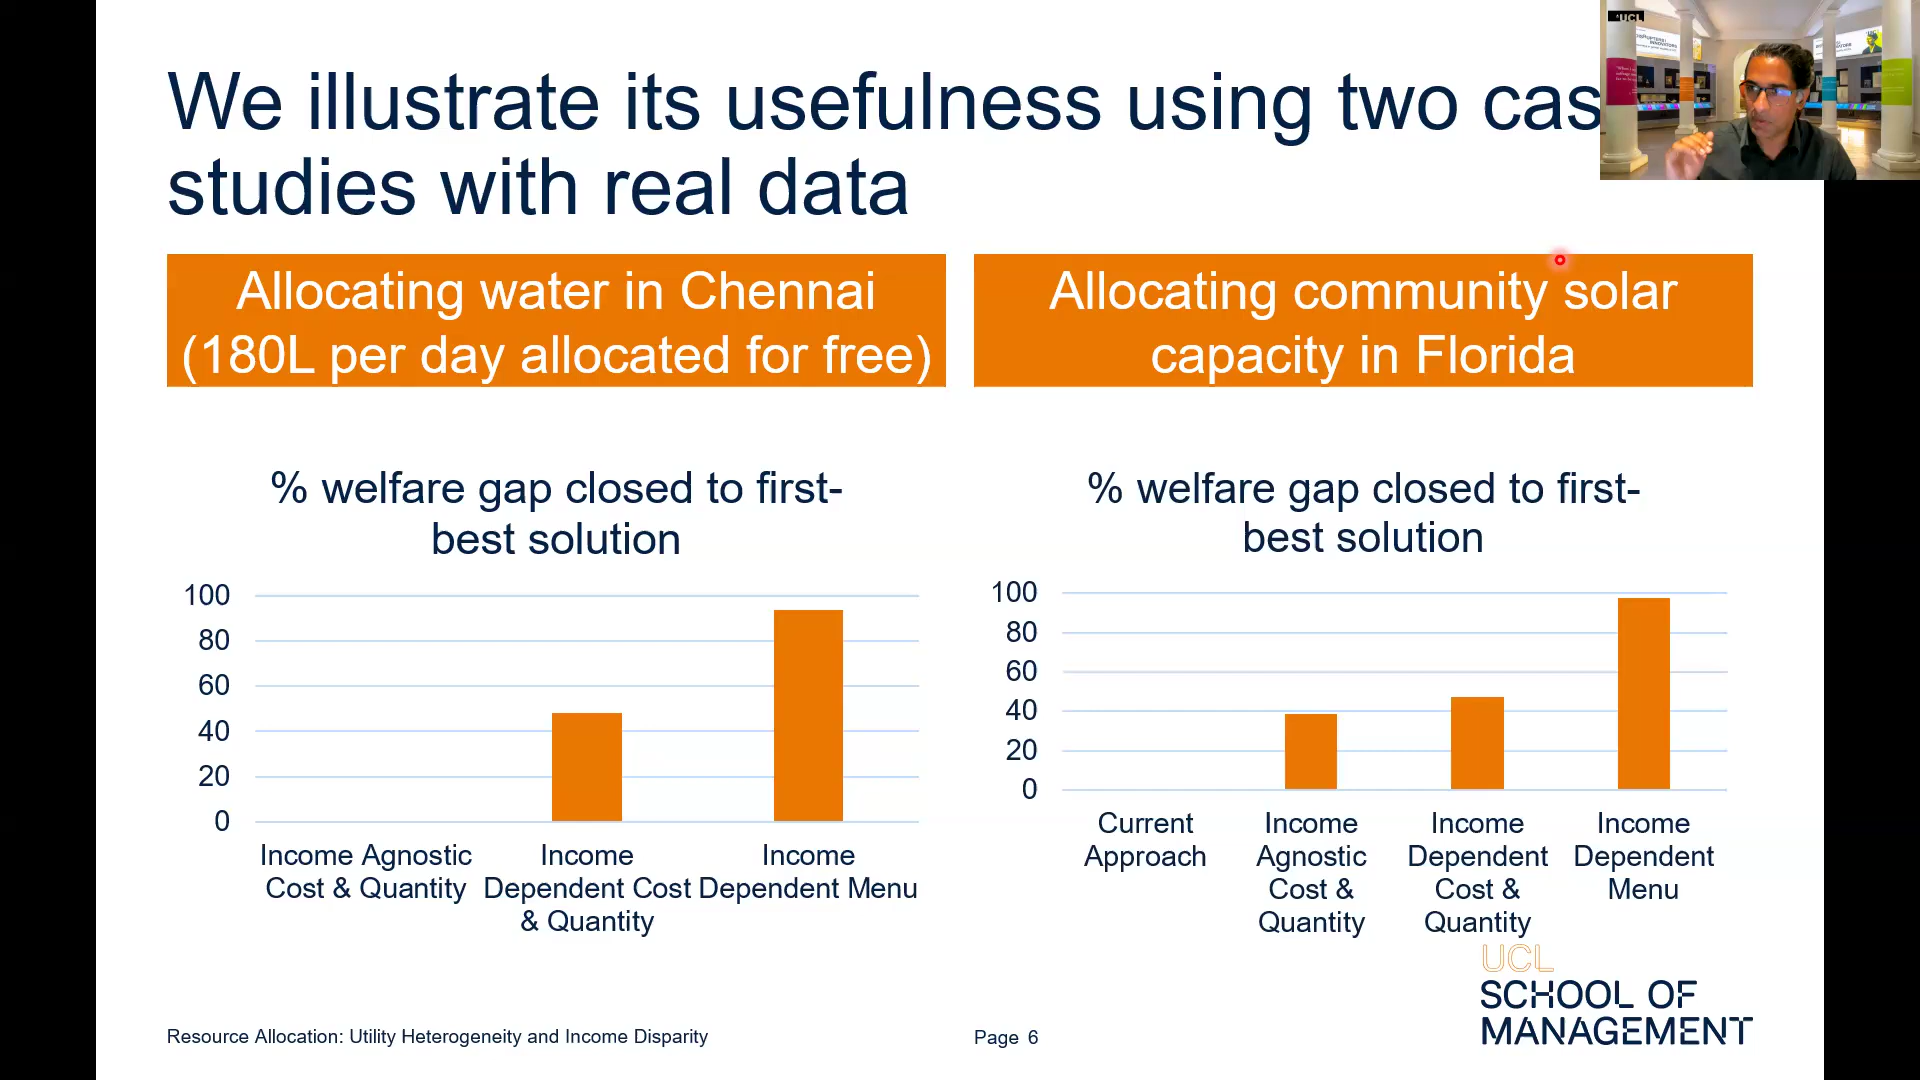 We illustrate its usefulness using two cas
studies with real data
UCL
Allocating water in Chennai
(180L per day allocated for free)
Allocating community solar
capacity in Florida
% welfare gap closed to first-
best solution
100
80
60
40
20
0
Income Agnostic
Cost & Quantity
Income
Dependent Cost
& Quantity
Income
Dependent Menu
% welfare gap closed to first-
best solution
100
80
60
40
20
0
Current
Approach
Income
Agnostic
Cost &
Quantity
Income
Dependent
Cost &
Quantity
Income
Dependent
Menu
Resource Allocation: Utility Heterogeneity and Income Disparity
Page 6
UCL
SCHOOL OF
MANAGEMENT